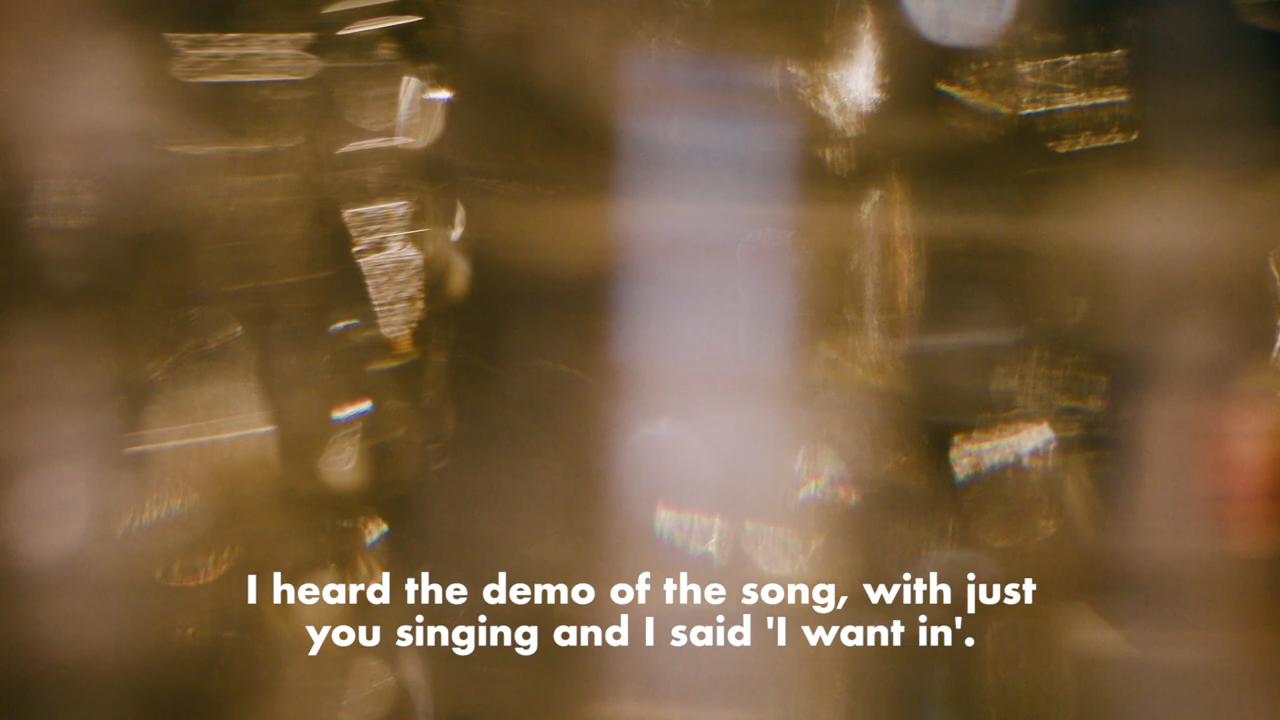 I heard the demo of the song, with just
you singing and I said 'I want in'.